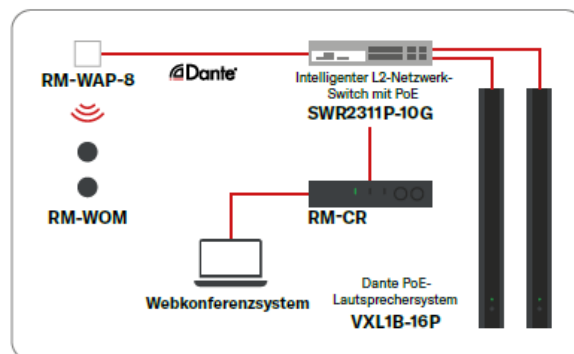 RM-WAP-8
Dante
Intelligenter L2-Netzwerk-
Switch mit PoE
SWR2311P-10G
RM-WOM
RM-CR
Webkonferenzsystem
Dante PoE-
Lautsprechersystem
VXL1B-16P